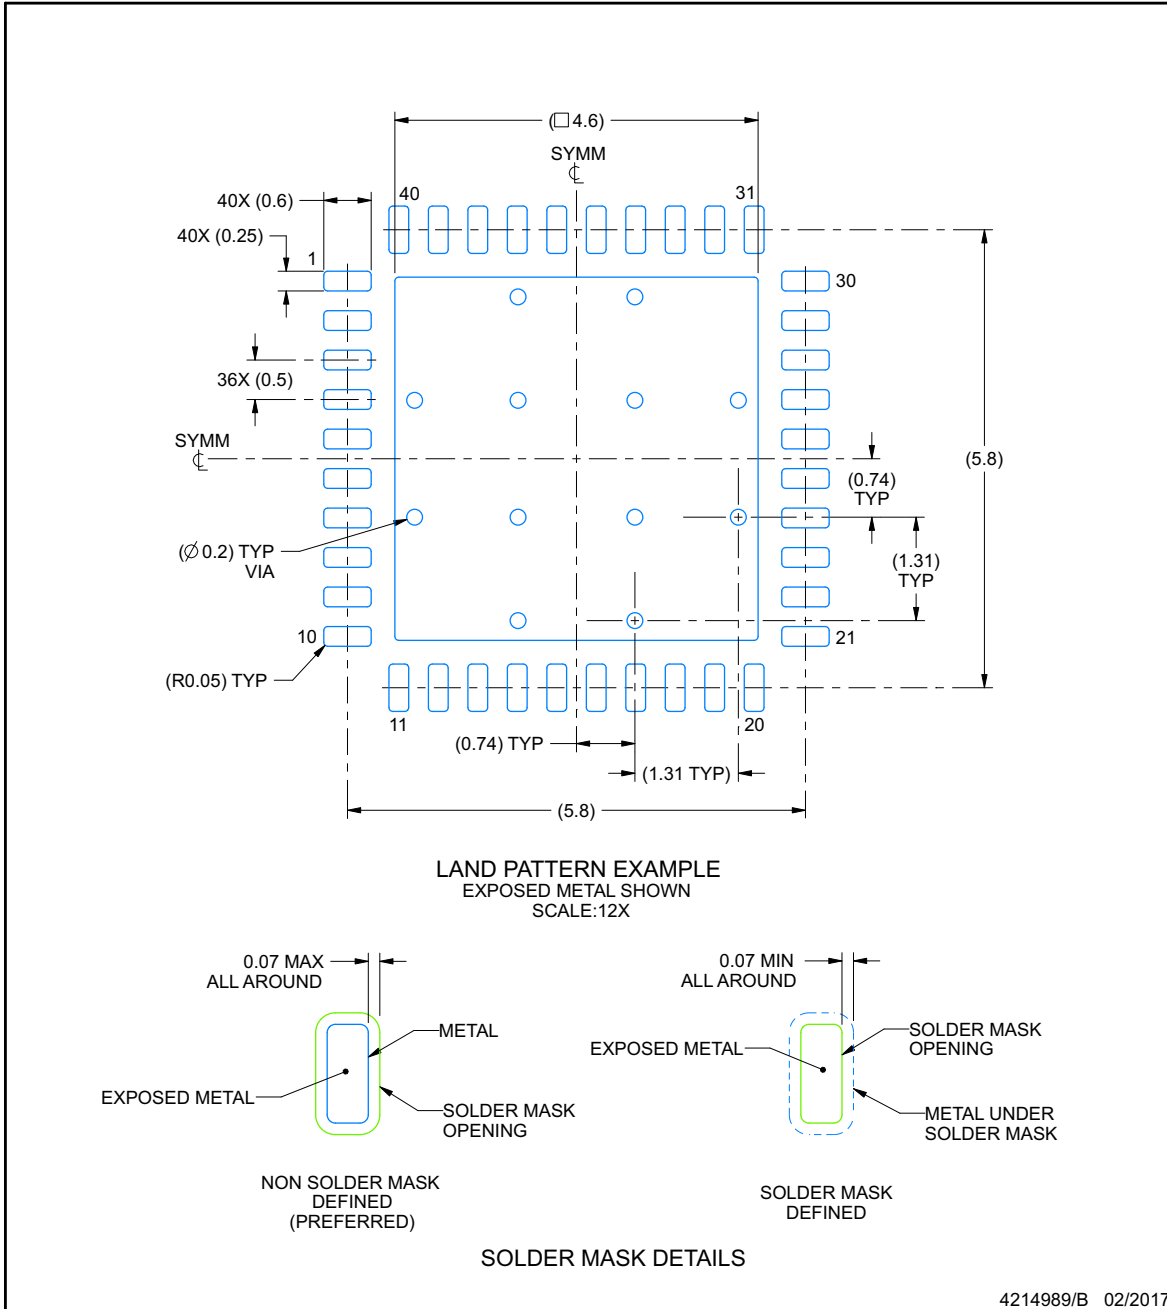 (□ 4.6)
SYMM
℄
40
31
40X (0.6)
40X (0.25)
1
30
36X (0.5)
SYMM
℄
(5.8)
(0.74)
TYP
(Ø 0.2) TYP
VIA
(1.31)
TYP
10
21
(R0.05) TYP
11
20
(0.74) TYP
(1.31 TYP)
(5.8)
LAND PATTERN EXAMPLE
EXPOSED METAL SHOWN
SCALE:12X
0.07 MAX
ALL AROUND
METAL
EXPOSED METAL
SOLDER MASK
OPENING
NON SOLDER MASK
DEFINED
(PREFERRED)
0.07 MIN
ALL AROUND
SOLDER MASK
OPENING
EXPOSED METAL
METAL UNDER
SOLDER MASK
SOLDER MASK
DEFINED
SOLDER MASK DETAILS
4214989/B 02/2017